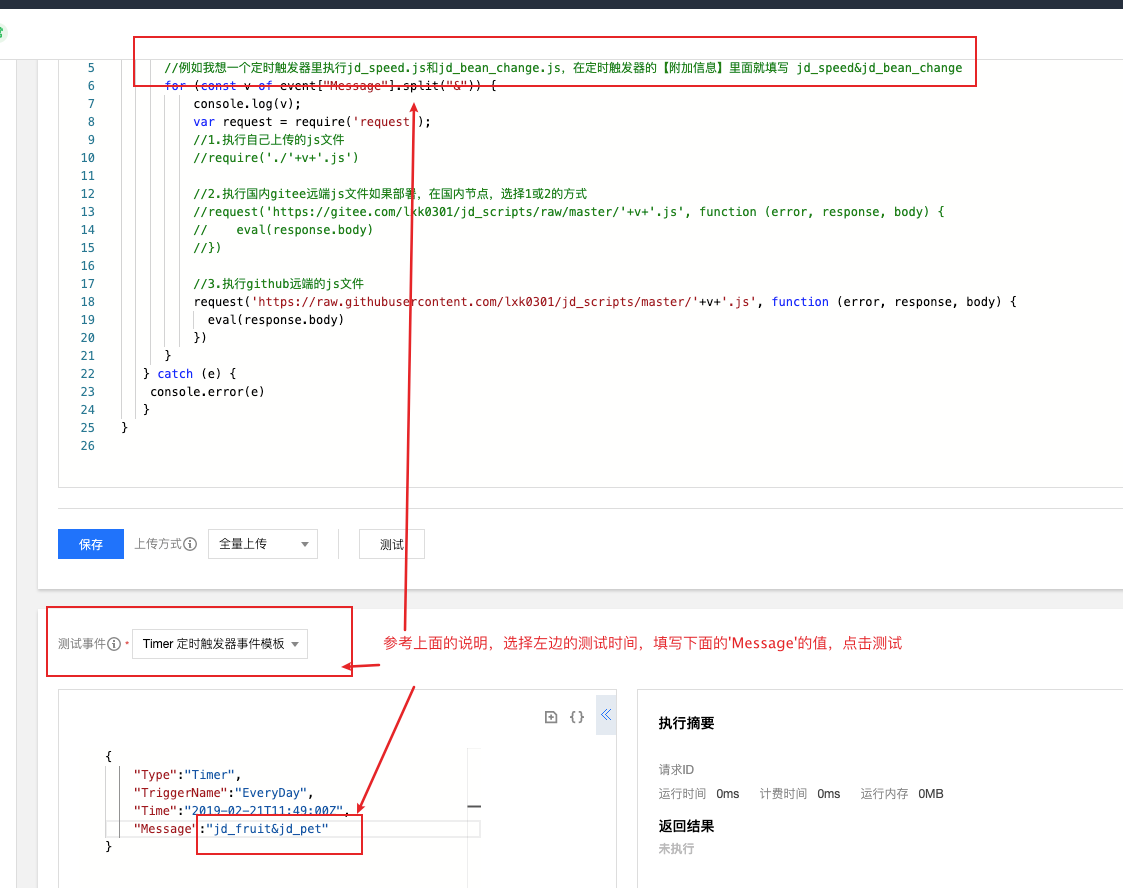 5 //例如我想一个定时触发器里执行jd_speed.js和jd_bean_change.js，在定时触发器的【附加信息】里面就填写 jd_speed&jd_bean_change
6 for (const v of event["Message"].split("&")) {
7 console.log(v);
8 var request = require('request');
9 //1.执行自己上传的js文件
10 //require('./'+v+'.js')
11
12 //2.执行国内gitee远端js文件如果部署，在国内节点，选择1或2的方式
13 //request('https://gitee.com/lxk0301/jd_scripts/raw/master/'+v+'.js', function (error, response, body) {
14 //    eval(response.body)
15 //})
16
17 //3.执行github远端的js文件
18 request('https://raw.githubusercontent.com/lxk0301/jd_scripts/master/'+v+'.js', function (error, response, body) {
19 eval(response.body)
20 })
21 }
22 } catch (e) {
23 console.error(e)
24 }
25 }
26
保存 上传方式 全量上传 测试
测试事件 * Timer 定时触发器事件模板
参考上面的说明，选择左边的测试时间，填写下面的'Message'的值，点击测试
{
"Type":"Timer",
"TriggerName":"EveryDay",
"Time":"2019-02-21T11:49:00Z",
"Message":"jd_fruit&jd_pet"
}
执行摘要
请求ID
运行时间 0ms 计费时间 0ms 运行内存 0MB
返回结果
未执行